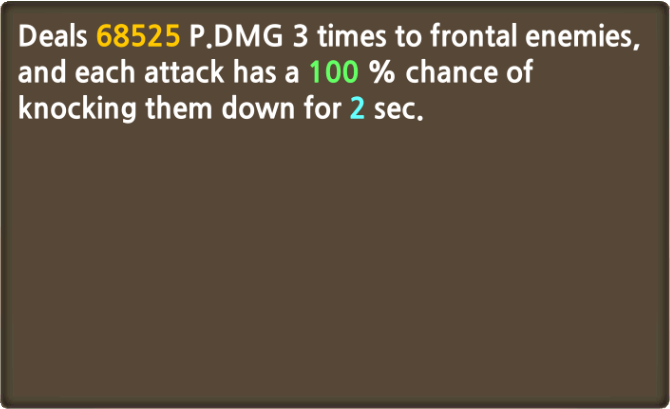 Deals 68525 P.DMG 3 times to frontal enemies,
and each attack has a 100 % chance of
knocking them down for 2 sec.